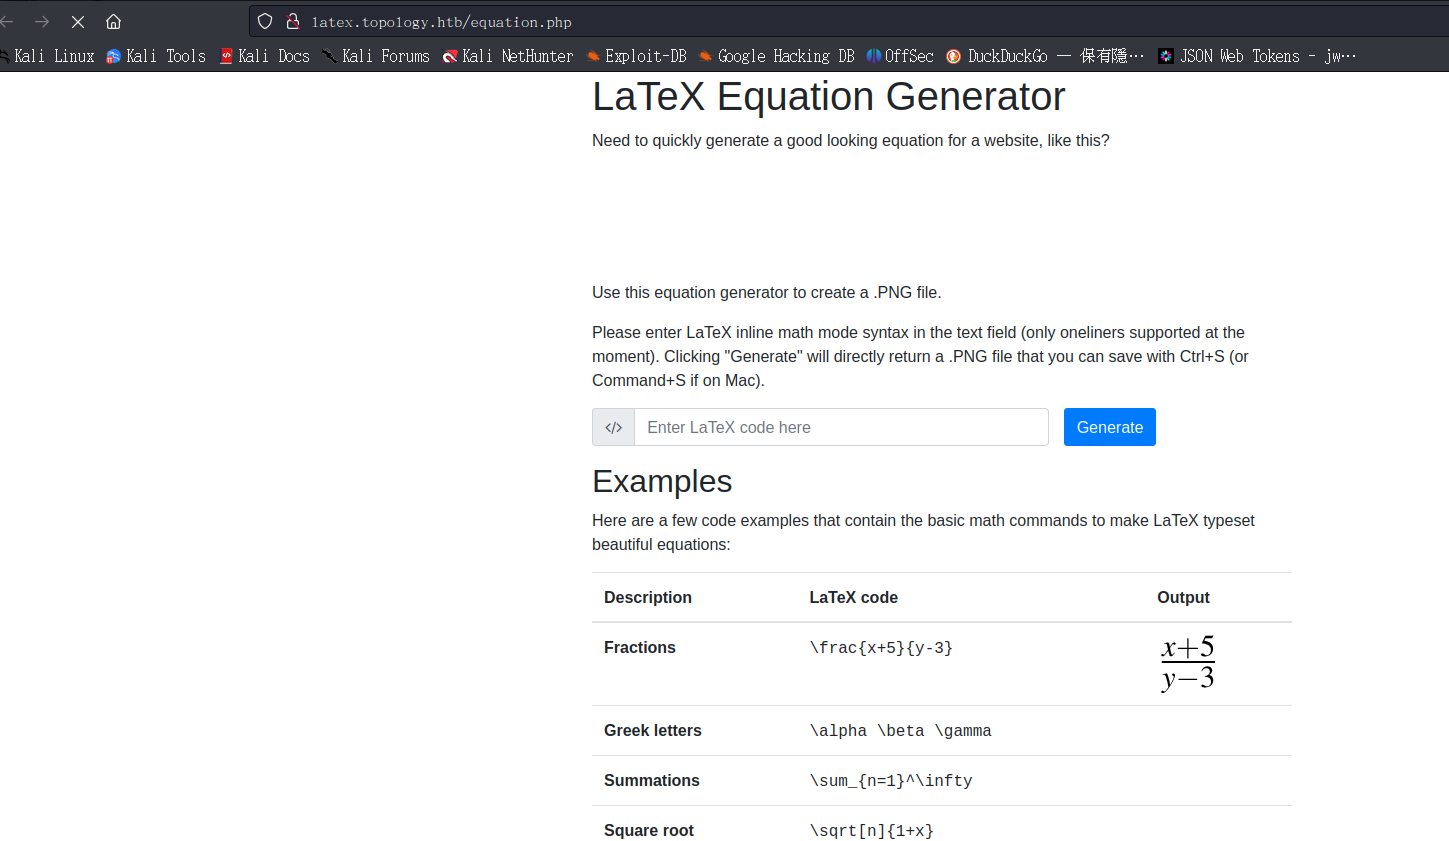 latex.topology.htb/equation.php
Kali Linux Kali Tools Kali Docs Kali Forums Kali NetHunter Exploit-DB Google Hacking DB OffSec DuckDuckGo — 保有隱… JSON Web Tokens - jw…
LaTeX Equation Generator
Need to quickly generate a good looking equation for a website, like this?
Use this equation generator to create a .PNG file.
Please enter LaTeX inline math mode syntax in the text field (only oneliners supported at the
moment). Clicking "Generate" will directly return a .PNG file that you can save with Ctrl+S (or
Command+S if on Mac).
</> Enter LaTeX code here Generate
Examples
Here are a few code examples that contain the basic math commands to make LaTeX typeset
beautiful equations:
Description LaTeX code Output
Fractions \frac{x+5}{y-3} x+5
y−3
Greek letters \alpha \beta \gamma
Summations \sum_{n=1}^\infty
Square root \sqrt[n]{1+x}